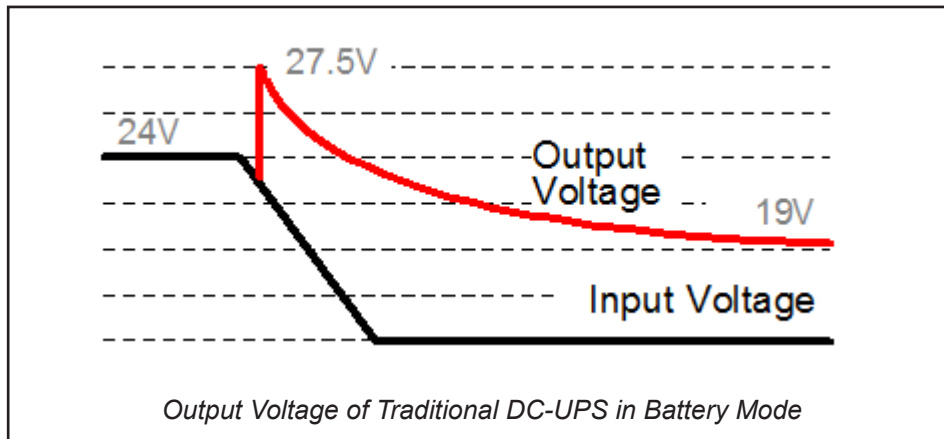 27.5V
24V
Output
Voltage
19V
Input Voltage
Output Voltage of Traditional DC-UPS in Battery Mode